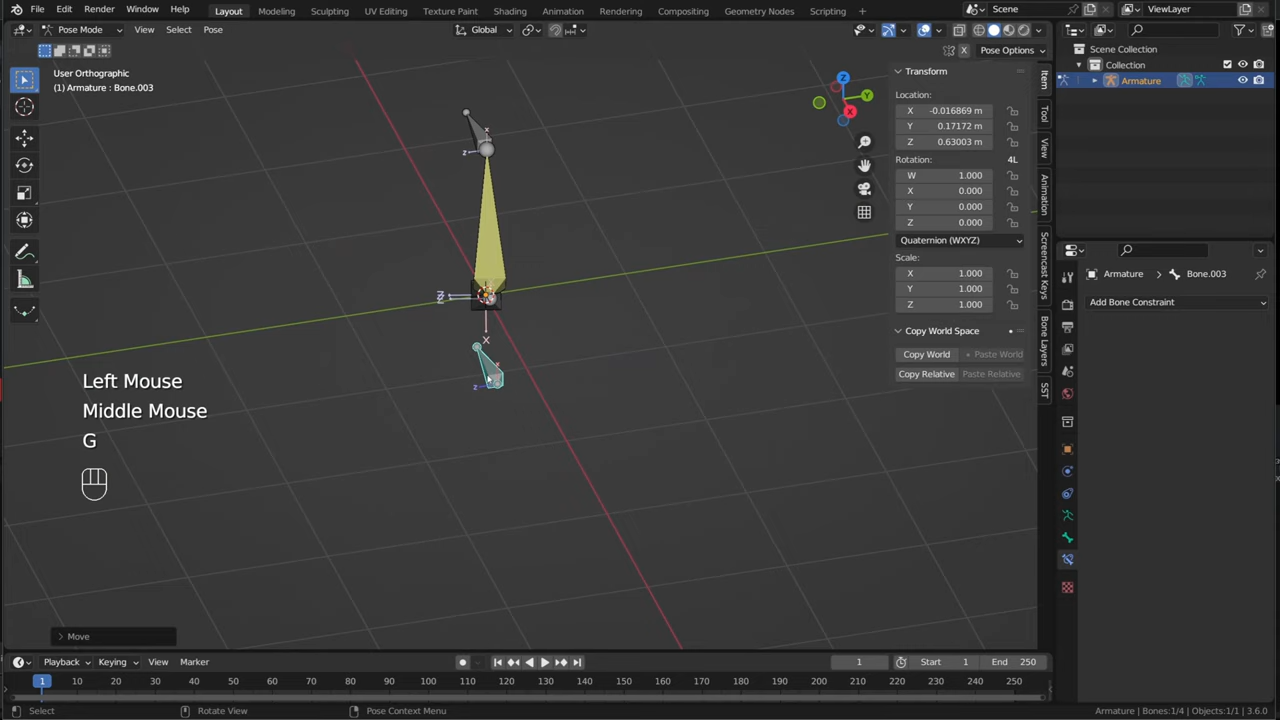 File Edit Render Window Help Layout Modeling Sculpting UV Editing Texture Paint Shading Animation Rendering Compositing Geometry Nodes Scripting + Scene ViewLayer
Pose Mode View Select Pose Global
Pose Options
User Orthographic
(1) Armature : Bone.003
Transform
Location:
X -0.016869 m
Y 0.17172 m
Z 0.63003 m
Rotation: 4L
W 1.000
X 0.000
Y 0.000
Z 0.000
Quaternion (WXYZ)
Scale:
X 1.000
Y 1.000
Z 1.000
Copy World Space
Copy World Paste World
Copy Relative Paste Relative
Item
Tool
View
Animation
Screencast Keys
Bone Layers
SST
Z
Y
X
x
z
Z
X
x
z
Left Mouse
Middle Mouse
G
Move
Scene Collection
Collection
Armature
Armature Bone.003
Add Bone Constraint
Playback Keying View Marker 1 Start 1 End 250
1 10 20 30 40 50 60 70 80 90 100 110 120 130 140 150 160 170 180 190 200 210 220 230 240 250
Select Rotate View Pose Context Menu Armature | Bones:1/4 | Objects:1/1 | 3.6.0